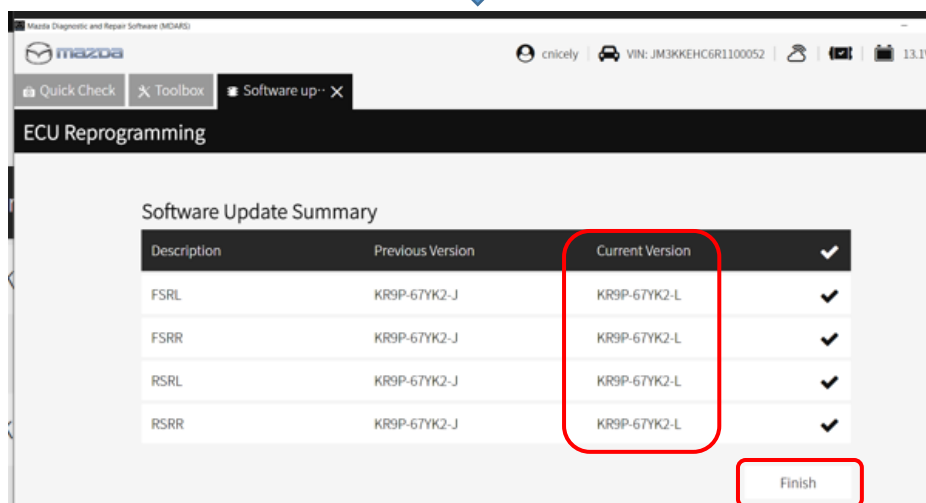 Mazda Diagnostic and Repair Software (MDARS)
mazda cnicely VIN: JM3KKEHC6R1100052 13.1V
Quick Check Toolbox Software up··
ECU Reprogramming
Software Update Summary
Description Previous Version Current Version
FSRL KR9P-67YK2-J KR9P-67YK2-L
FSRR KR9P-67YK2-J KR9P-67YK2-L
RSRL KR9P-67YK2-J KR9P-67YK2-L
RSRR KR9P-67YK2-J KR9P-67YK2-L
Finish